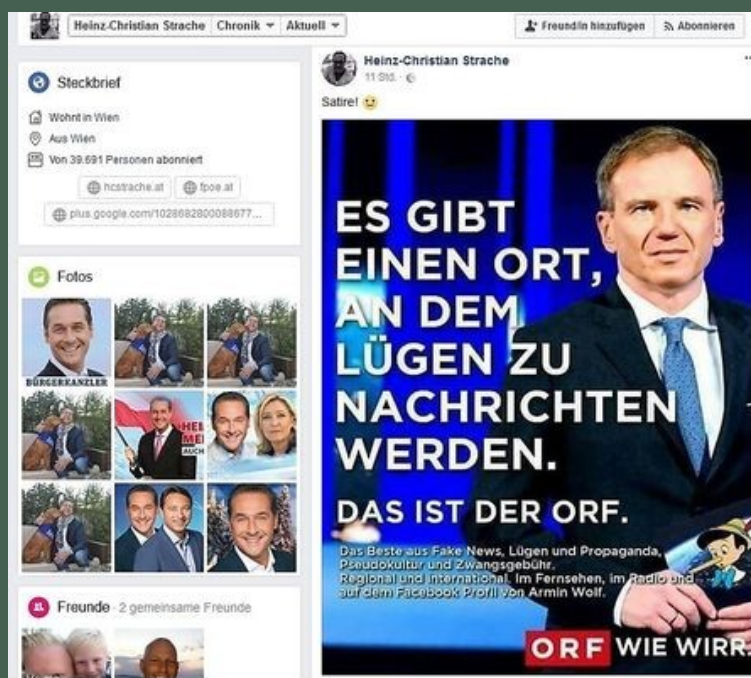 Heinz-Christian Strache Chronik Aktuell
Freund/in hinzufügen Abonnieren
Steckbrief
Wohnt in Wien
Aus Wien
Von 39.691 Personen abonniert
hcstrache.at fpoe.at
plus.google.com/1028682800088677...
Fotos
BÜRGERKANZLER
Freunde · 2 gemeinsame Freunde
Heinz-Christian Strache
11 Std. ·
Satire!
ES GIBT
EINEN ORT,
AN DEM
LÜGEN ZU
NACHRICHTEN
WERDEN.
DAS IST DER ORF.
Das Beste aus Fake News, Lügen und Propaganda,
Pseudokultur und Zwangsgebühr.
Regional und international. Im Fernsehen, im Radio und
auf dem Facebook Profil von Armin Wolf.
ORF WIE WIRR.